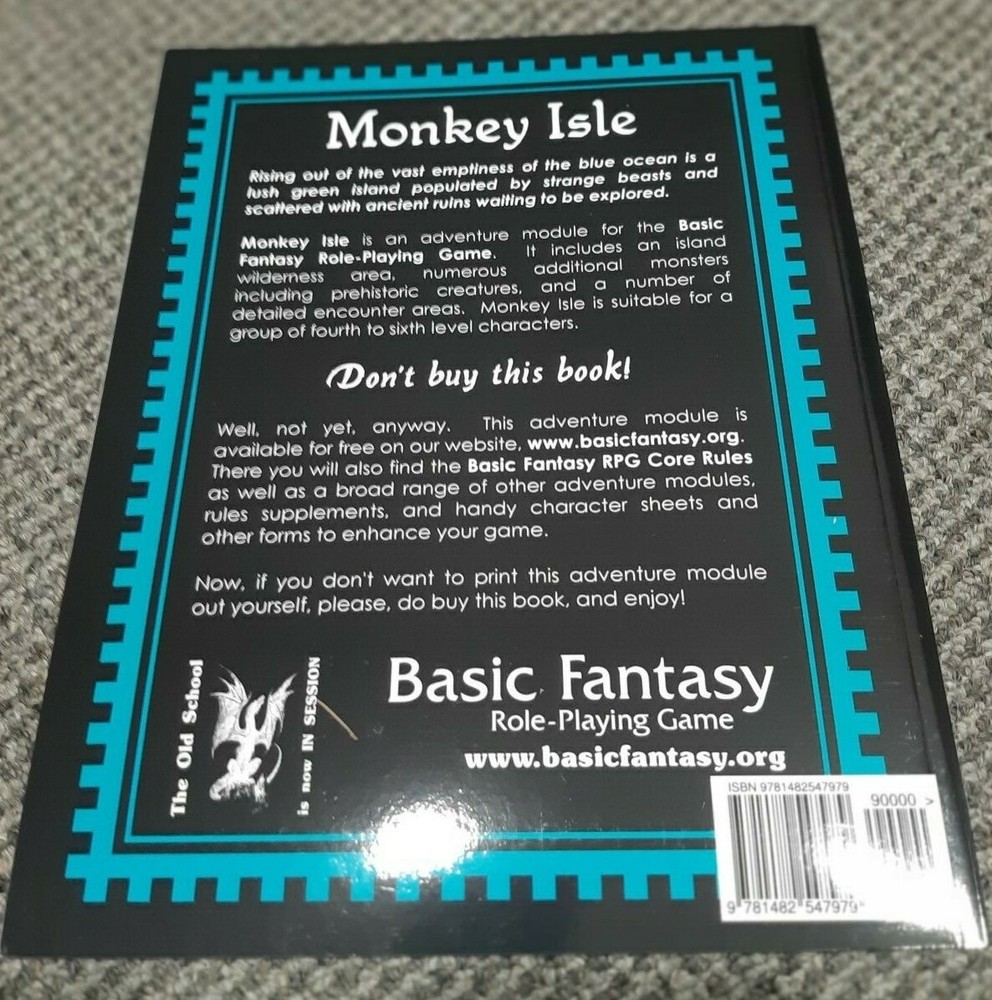 Monkey Isle
Rising out of the vast emptiness of the blue ocean is a
lush green island populated by strange beasts and
scattered with ancient ruins waiting to be explored.
Monkey Isle is an adventure module for the Basic
Fantasy Role-Playing Game. It includes an island
wilderness area, numerous additional monsters
including prehistoric creatures, and a number of
detailed encounter areas. Monkey Isle is suitable for a
group of fourth to sixth level characters.
Don't buy this book!
Well, not yet, anyway. This adventure module is
available for free on our website, www.basicfantasy.org.
There you will also find the Basic Fantasy RPG Core Rules
as well as a broad range of other adventure modules,
rules supplements, and handy character sheets and
other forms to enhance your game.
Now, if you don't want to print this adventure module
out yourself, please, do buy this book, and enjoy!
The Old School
is now IN SESSION
Basic Fantasy
Role-Playing Game
www.basicfantasy.org
ISBN 9781482547979
90000 >
9 781482 547979